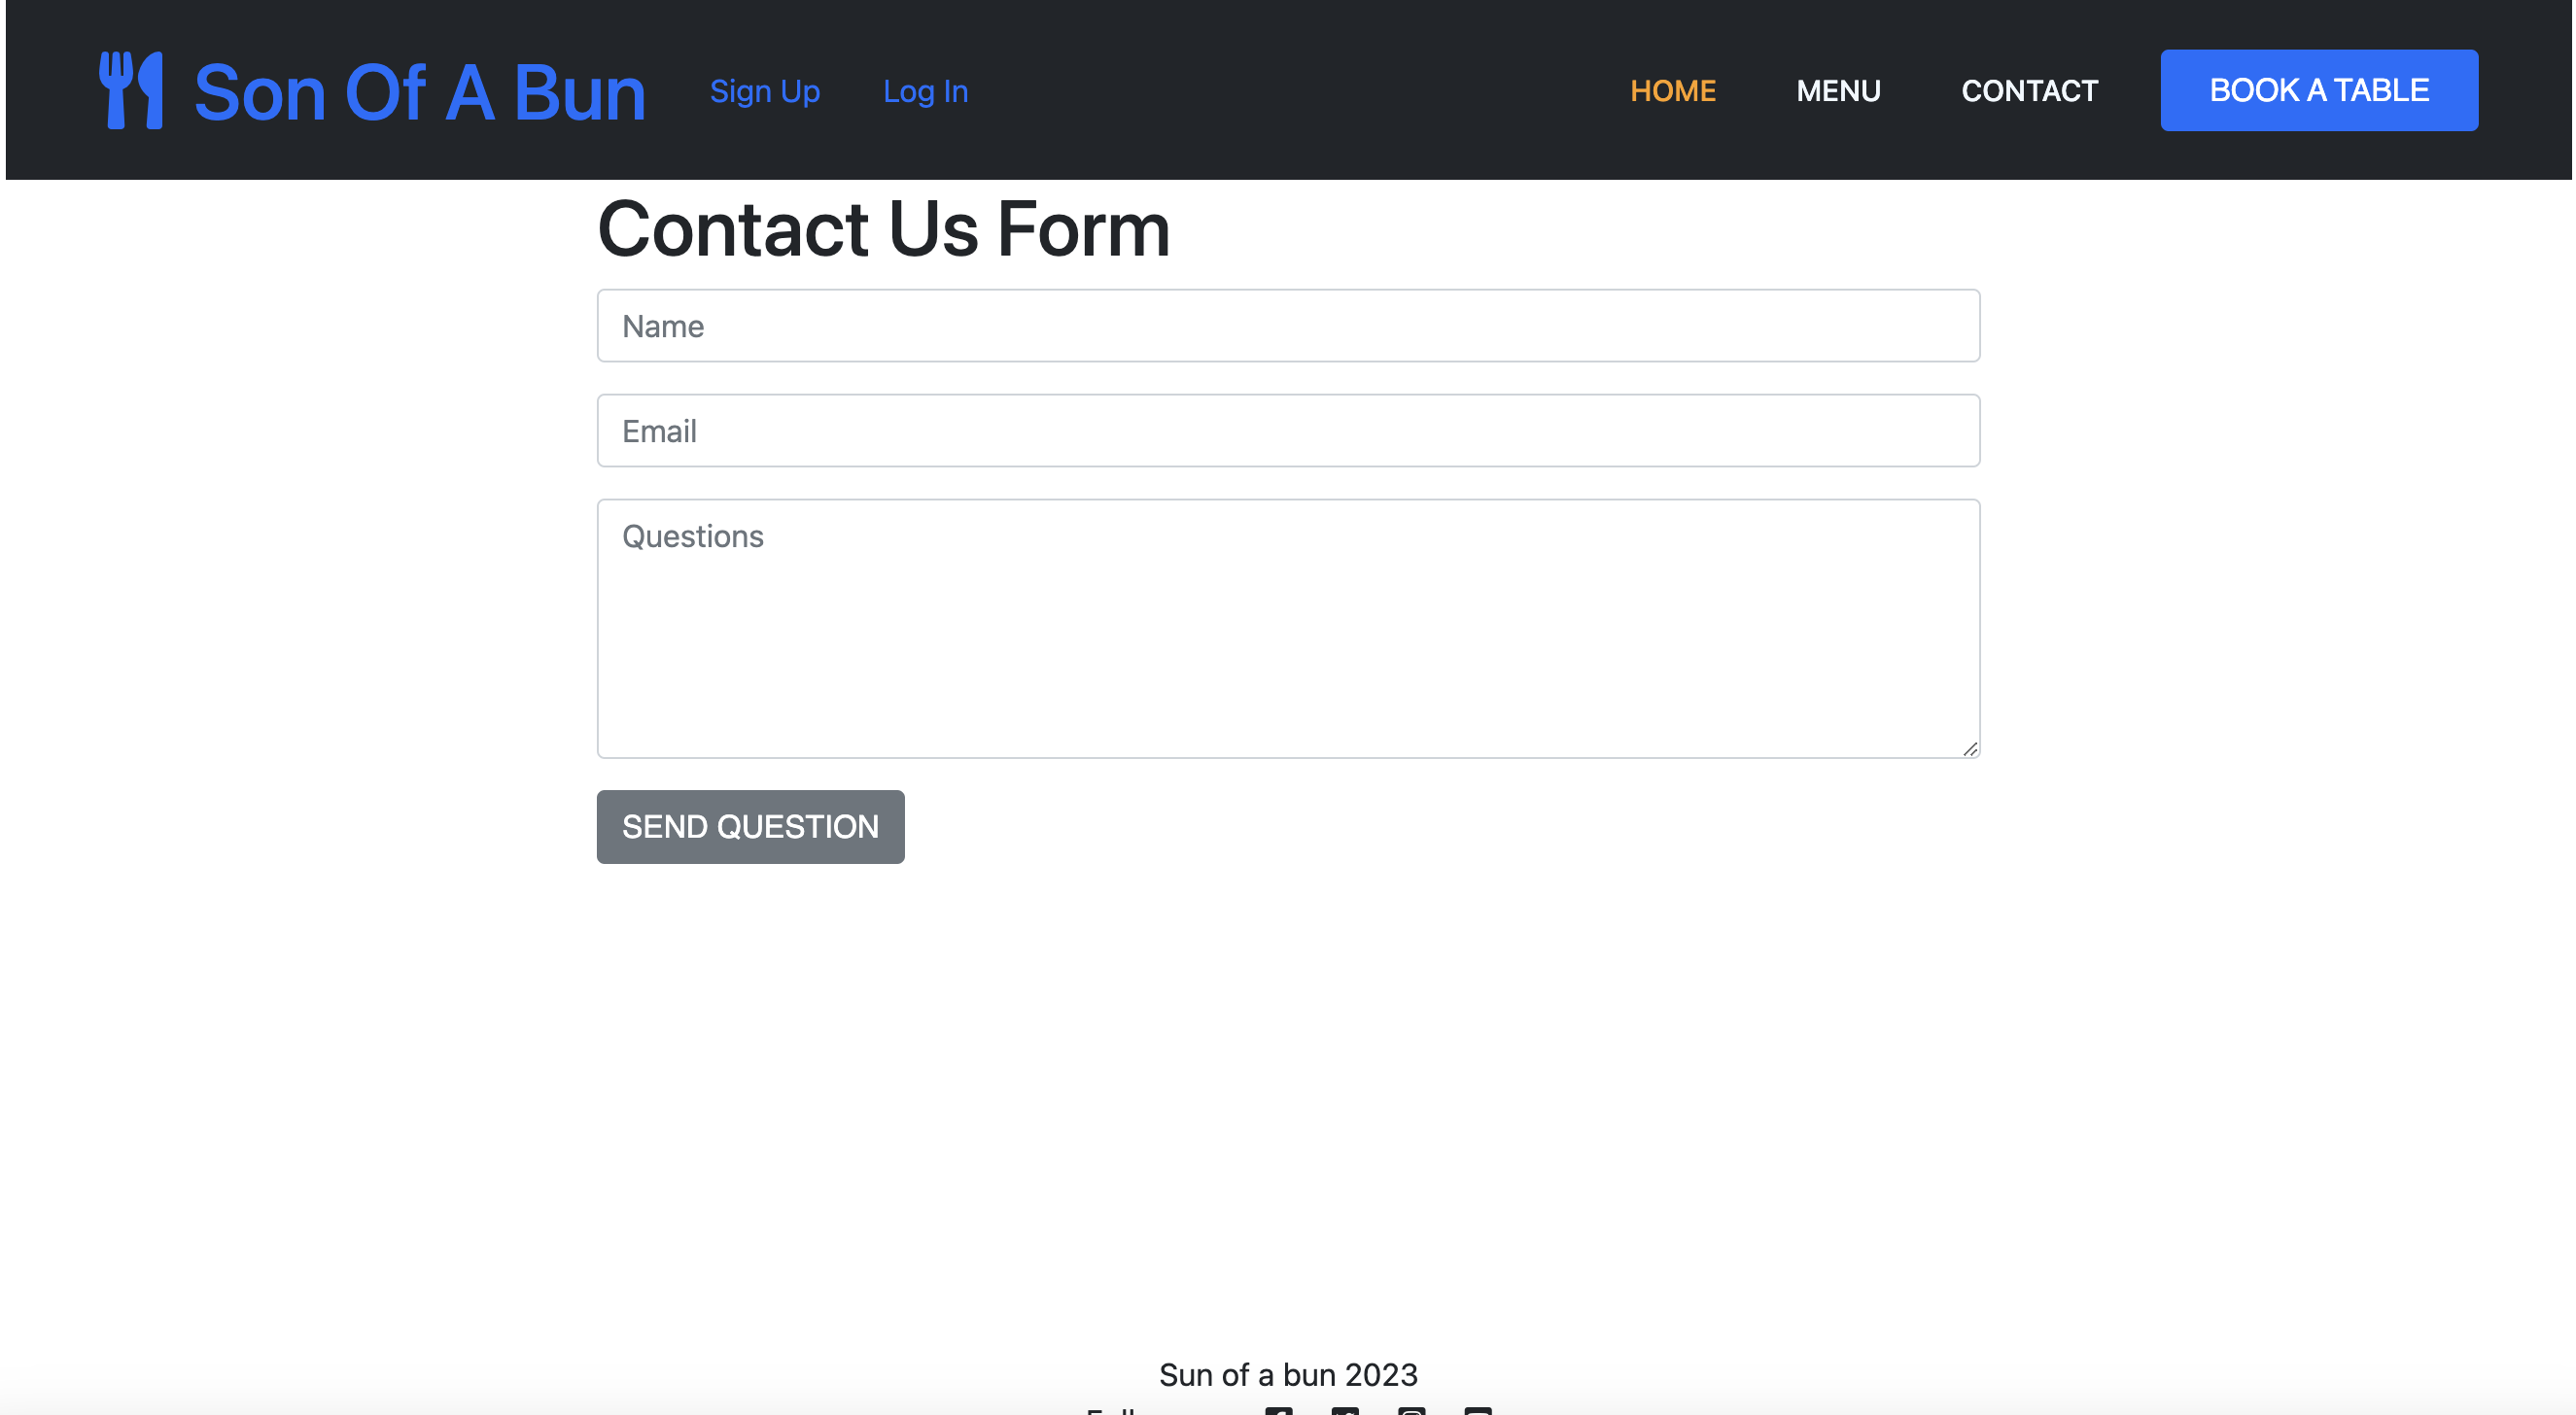 Son Of A Bun Sign Up Log In HOME MENU CONTACT BOOK A TABLE
Contact Us Form
Name
Email
Questions
SEND QUESTION
Sun of a bun 2023